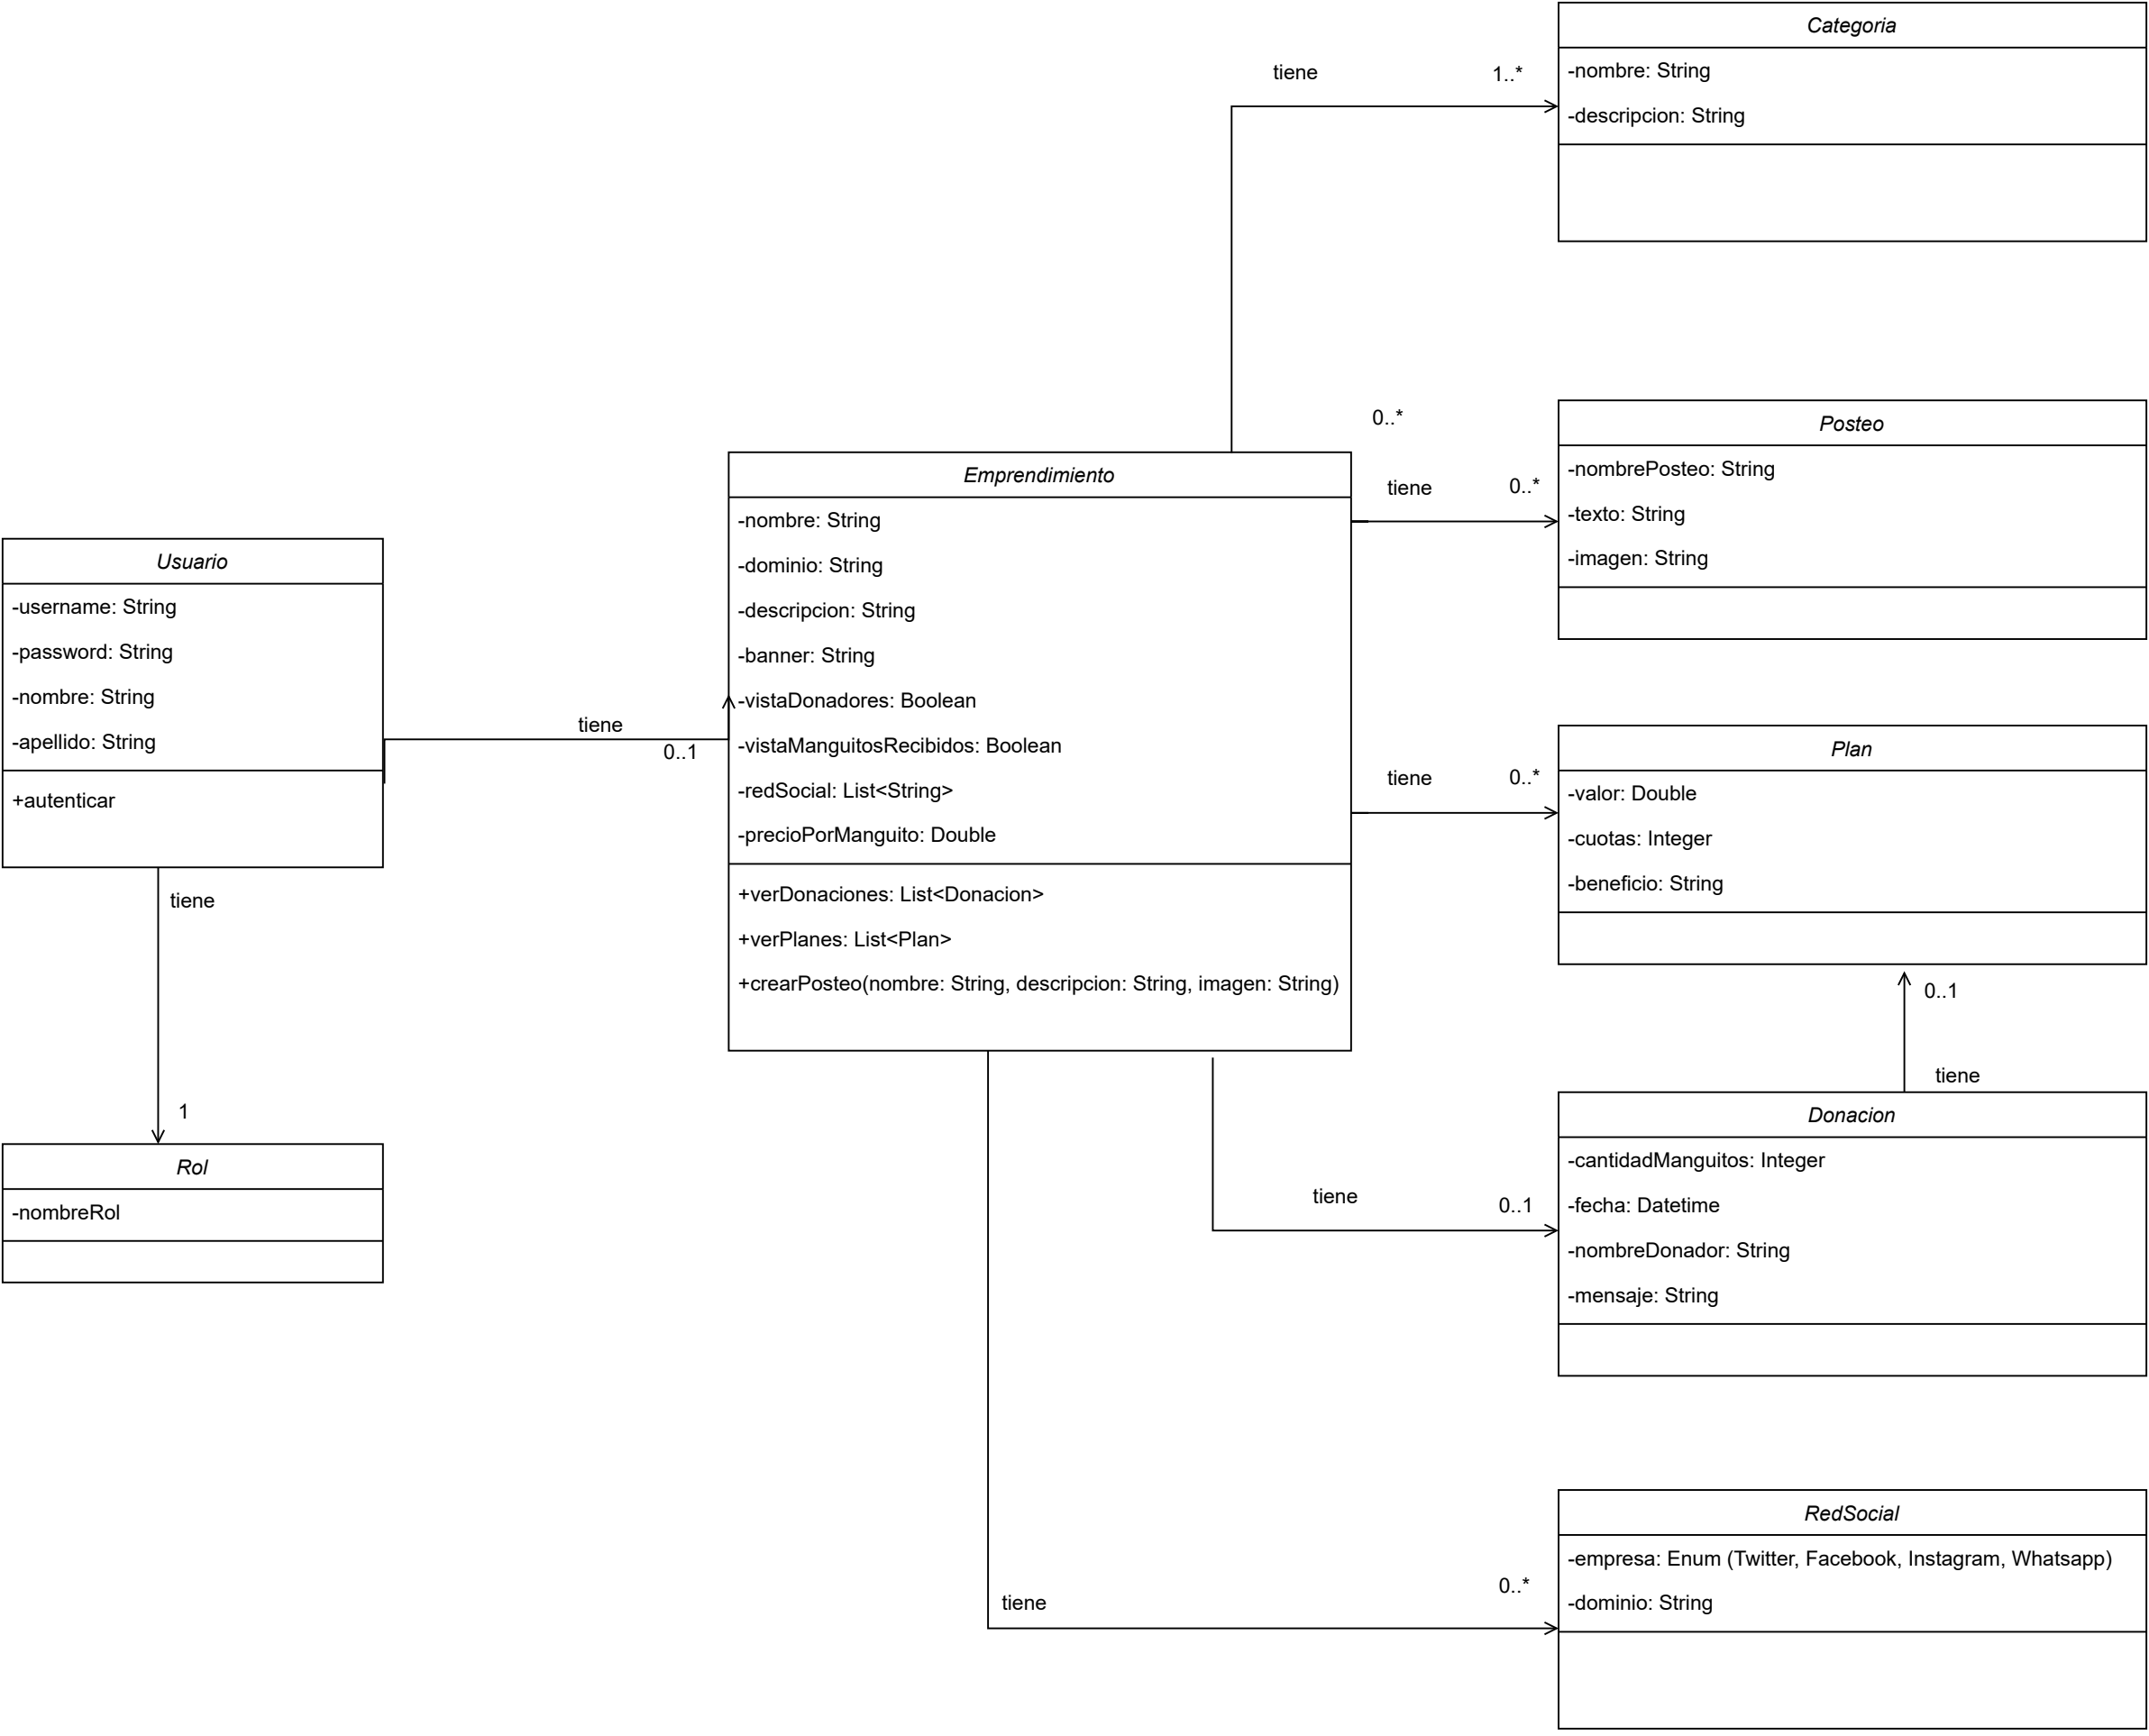 Categoria
-nombre: String
-descripcion: String
tiene
1..*
0..*
Posteo
-nombrePosteo: String
-texto: String
-imagen: String
tiene
0..*
Emprendimiento
-nombre: String
-dominio: String
-descripcion: String
-banner: String
-vistaDonadores: Boolean
-vistaManguitosRecibidos: Boolean
-redSocial: List<String>
-precioPorManguito: Double
+verDonaciones: List<Donacion>
+verPlanes: List<Plan>
+crearPosteo(nombre: String, descripcion: String, imagen: String)
Usuario
-username: String
-password: String
-nombre: String
-apellido: String
+autenticar
tiene
0..1
tiene
0..*
Plan
-valor: Double
-cuotas: Integer
-beneficio: String
0..1
tiene
tiene
1
Rol
-nombreRol
Donacion
-cantidadManguitos: Integer
-fecha: Datetime
-nombreDonador: String
-mensaje: String
tiene
0..1
RedSocial
-empresa: Enum (Twitter, Facebook, Instagram, Whatsapp)
-dominio: String
tiene
0..*